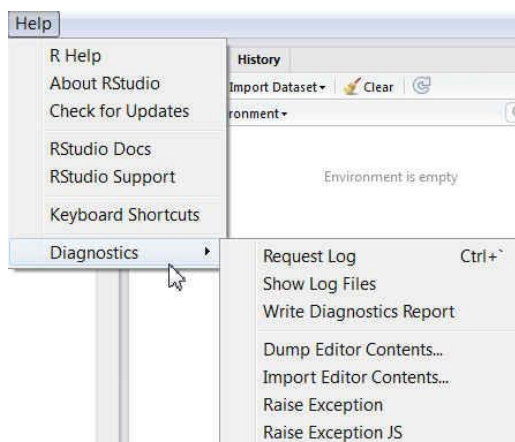 Help
R Help
About RStudio
Check for Updates
RStudio Docs
RStudio Support
Keyboard Shortcuts
Diagnostics
History
Import Dataset Clear
ronment
Environment is empty
Request Log Ctrl+`
Show Log Files
Write Diagnostics Report
Dump Editor Contents...
Import Editor Contents...
Raise Exception
Raise Exception JS